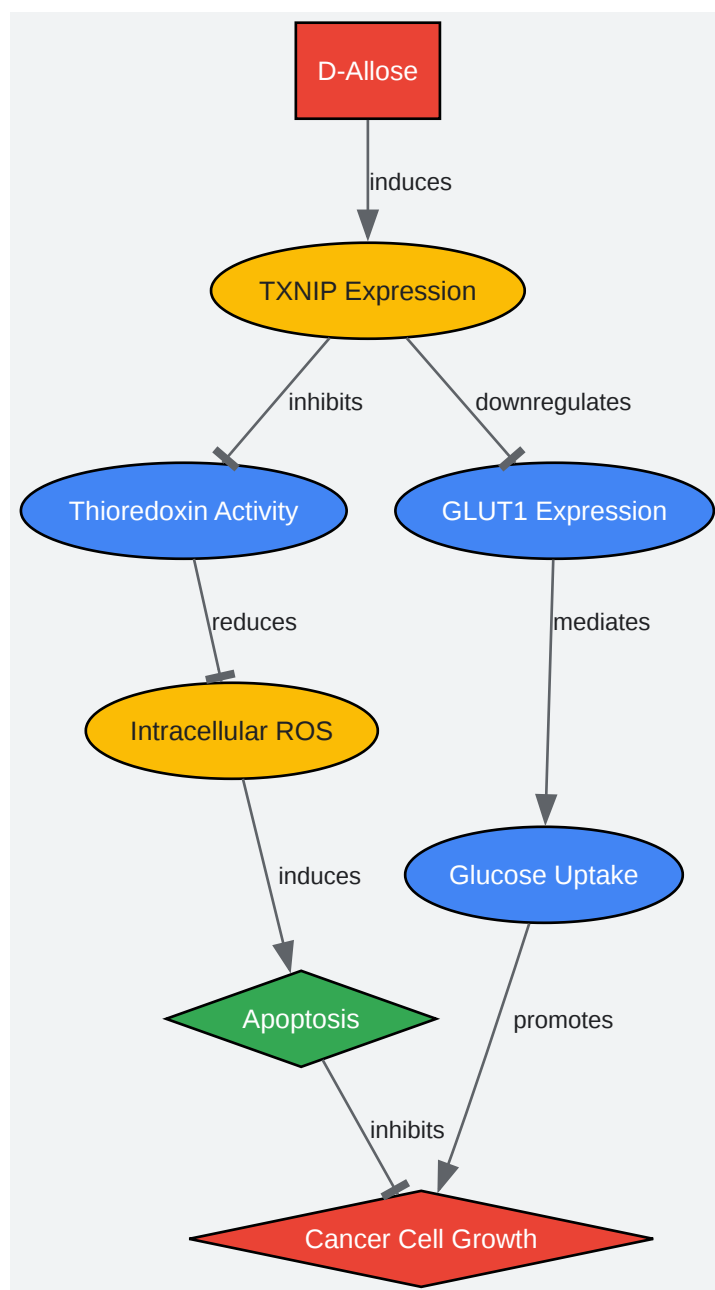 D-Allose
induces
TXNIP Expression
inhibits
downregulates
Thioredoxin Activity
GLUT1 Expression
reduces
mediates
Intracellular ROS
induces
Glucose Uptake
Apoptosis
promotes
inhibits
Cancer Cell Growth